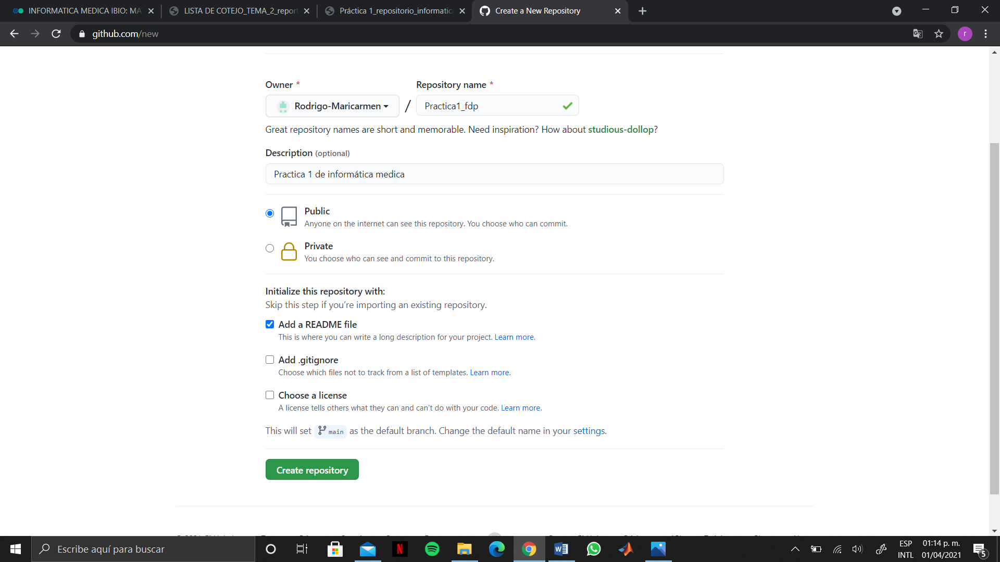 INFORMATICA MEDICA IBIO: MA
LISTA DE COTEJO_TEMA_2_repor
Práctica 1_repositorio_informatica
Create a New Repository
github.com/new
r
Owner *
Repository name *
Rodrigo-Maricarmen
/
Practica1_fdp
Great repository names are short and memorable. Need inspiration? How about studious-dollop?
Description (optional)
Practica 1 de informática medica
Public
Anyone on the internet can see this repository. You choose who can commit.
Private
You choose who can see and commit to this repository.
Initialize this repository with:
Skip this step if you’re importing an existing repository.
Add a README file
This is where you can write a long description for your project. Learn more.
Add .gitignore
Choose which files not to track from a list of templates. Learn more.
Choose a license
A license tells others what they can and can't do with your code. Learn more.
This will set main as the default branch. Change the default name in your settings.
Create repository
Escribe aquí para buscar
N
W
ESP
INTL
01:14 p. m.
01/04/2021
5